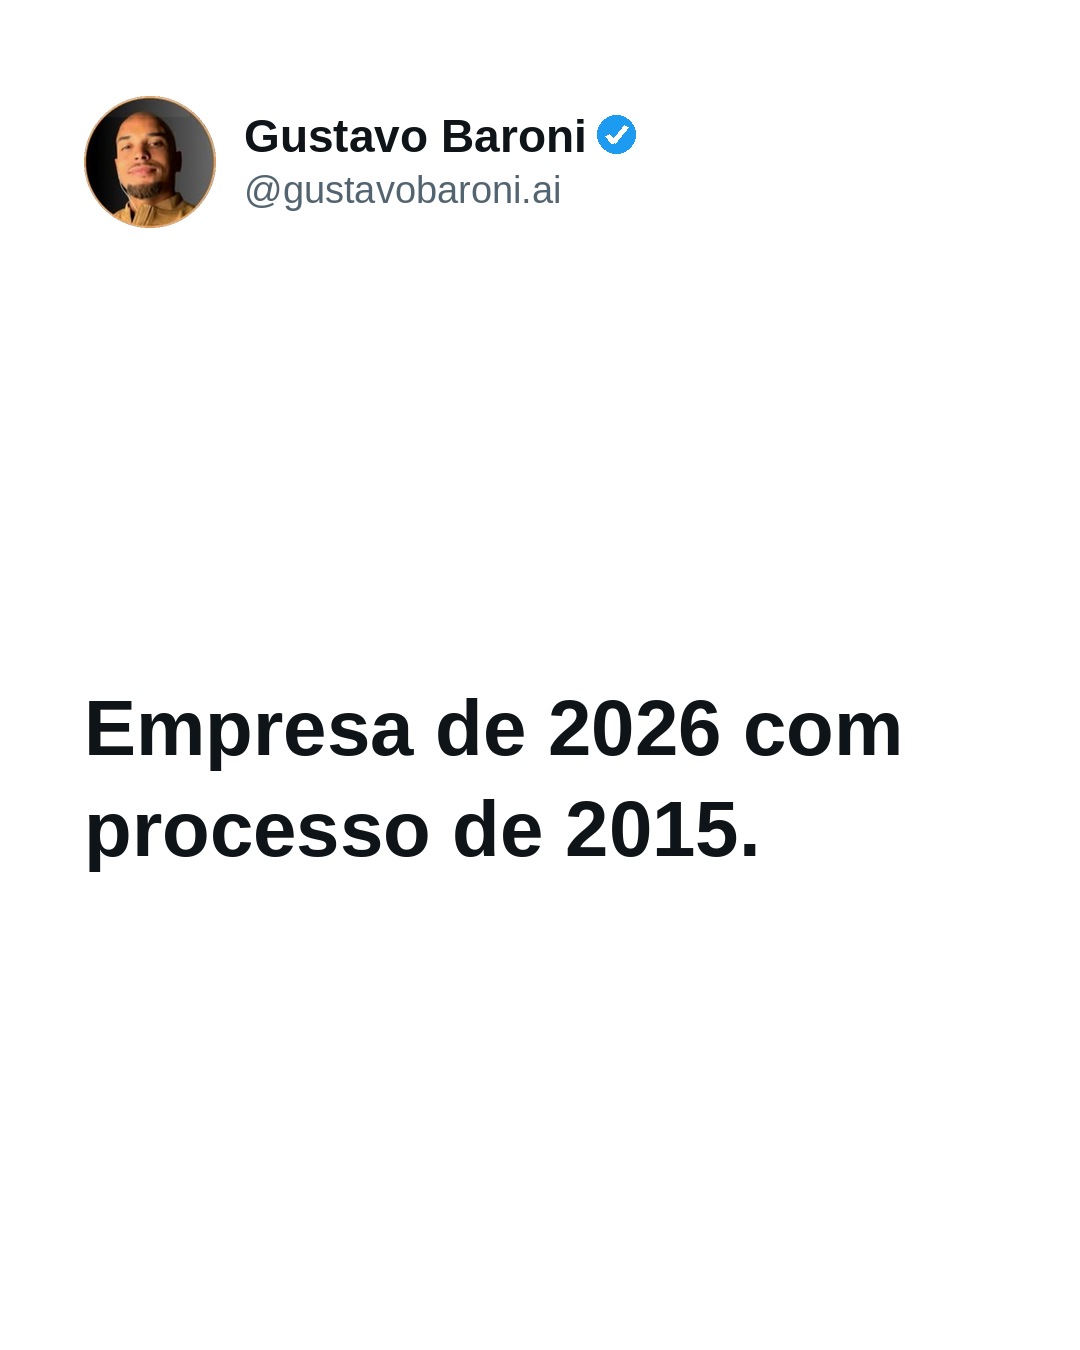 Gustavo Baroni
@gustavobaroni.ai
Empresa de 2026 com
processo de 2015.